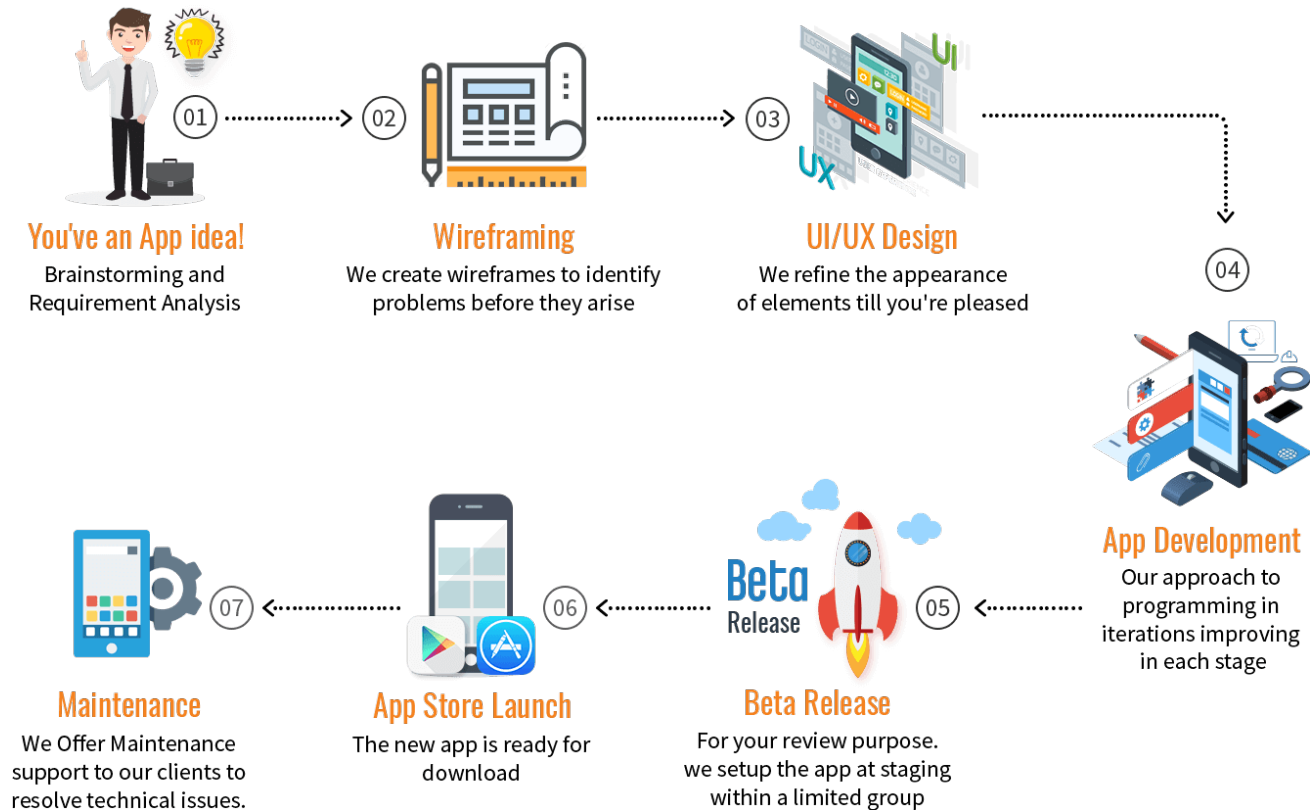 01
You've an App idea!
Brainstorming and
Requirement Analysis
02
Wireframing
We create wireframes to identify
problems before they arise
03
LOGIN
12.30
UI
UX
UI/UX Design
We refine the appearance
of elements till you're pleased
04
App Development
Our approach to
programming in
iterations improving
in each stage
05
Beta
Release
Beta Release
For your review purpose.
we setup the app at staging
within a limited group
06
App Store Launch
The new app is ready for
download
07
Maintenance
We Offer Maintenance
support to our clients to
resolve technical issues.